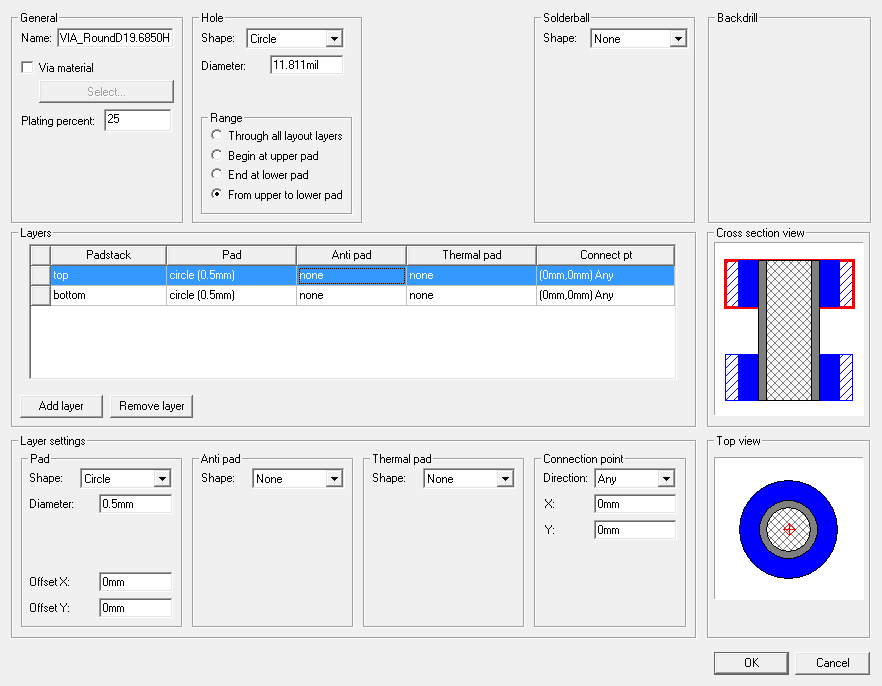 General
Name: VIA_RoundD19.6850H
Via material
Select...
Plating percent: 25
Hole
Shape: Circle
Diameter: 11.811mil
Range
Through all layout layers
Begin at upper pad
End at lower pad
From upper to lower pad
Solderball
Shape: None
Backdrill
Layers
Padstack Pad Anti pad Thermal pad Connect pt
top circle (0.5mm) none none (0mm,0mm) Any
bottom circle (0.5mm) none none (0mm,0mm) Any
Add layer Remove layer
Cross section view
Layer settings
Pad
Shape: Circle
Diameter: 0.5mm
Offset X: 0mm
Offset Y: 0mm
Anti pad
Shape: None
Thermal pad
Shape: None
Connection point
Direction: Any
X: 0mm
Y: 0mm
Top view
OK Cancel